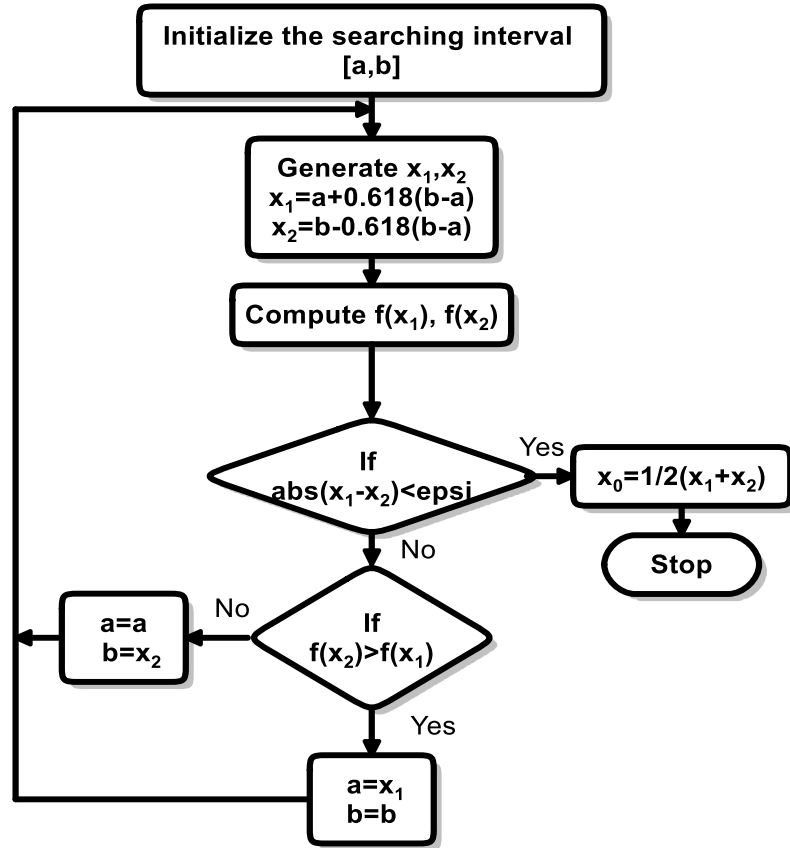 Initialize the searching interval
[a,b]
Generate x₁,x₂
x₁=a+0.618(b-a)
x₂=b-0.618(b-a)
Compute f(x₁), f(x₂)
If
abs(x₁-x₂)<epsi
Yes
x₀=1/2(x₁+x₂)
Stop
No
If
f(x₂)>f(x₁)
No
a=a
b=x₂
Yes
a=x₁
b=b